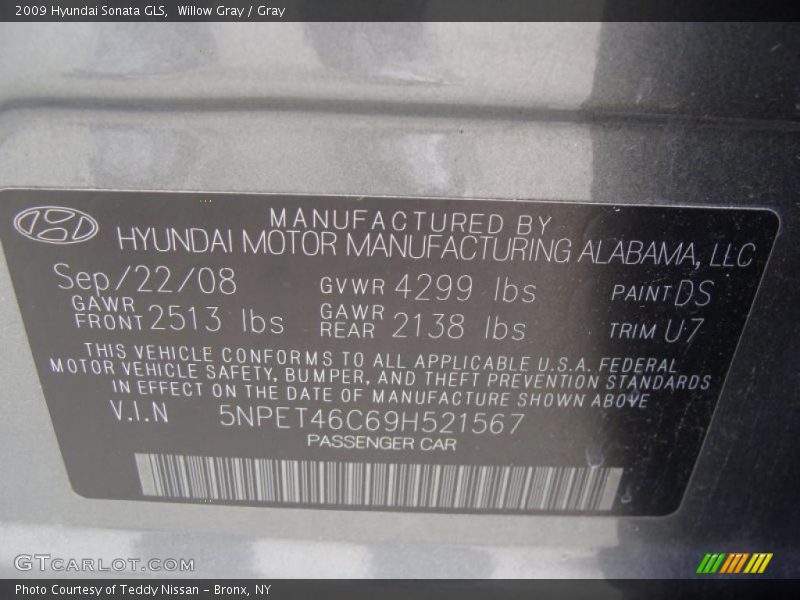 2009 Hyundai Sonata GLS, Willow Gray / Gray
MANUFACTURED BY
HYUNDAI MOTOR MANUFACTURING ALABAMA, LLC
Sep/22/08 GVWR 4299 lbs PAINT DS
GAWR FRONT 2513 lbs GAWR REAR 2138 lbs TRIM U7
THIS VEHICLE CONFORMS TO ALL APPLICABLE U.S.A. FEDERAL
MOTOR VEHICLE SAFETY, BUMPER, AND THEFT PREVENTION STANDARDS
IN EFFECT ON THE DATE OF MANUFACTURE SHOWN ABOVE
V.I.N 5NPET46C69H521567
PASSENGER CAR
GTCARLOT.COM
Photo Courtesy of Teddy Nissan - Bronx, NY